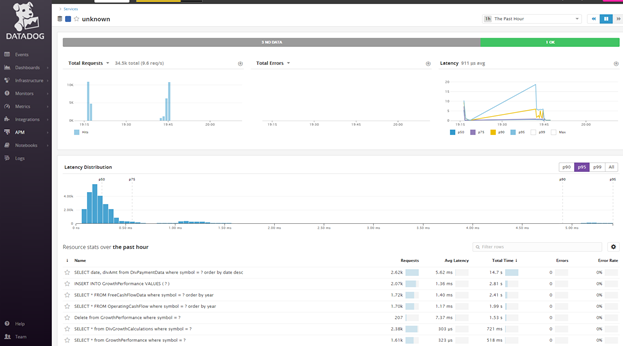 DATADOG
Events
Dashboards
Infrastructure
Monitors
Metrics
Integrations
APM
Notebooks
Logs
Help
Team
Services
unknown
1h The Past Hour
2 NO DATA
1 OK
Total Requests
34.5k total (9.6 req/s)
Total Errors
Latency 911 μs avg
Latency Distribution
p50 p75 p90 p95
p90 p95 p99 All
Resource stats over the past hour
Filter rows
Name Requests Avg Latency Total Time Errors Error Rate
SELECT date, divAmt from DivPaymentData where symbol = ? order by date desc 2.62k 5.62 ms 14.7 s 0 0%
INSERT INTO GrowthPerformance VALUES ( ? ) 2.07k 1.36 ms 2.81 s 0 0%
SELECT * FROM FreeCashFlowData where symbol = ? order by year 1.72k 1.40 ms 2.41 s 0 0%
SELECT * FROM OperatingCashFlow where symbol = ? order by year 1.70k 1.17 ms 1.99 s 0 0%
Delete from GrowthPerformance where symbol = ? 207 7.37 ms 1.53 s 0 0%
SELECT * from DivGrowthCalculations where symbol = ? 2.38k 303 μs 721 ms 0 0%
SELECT * from GrowthPerformance where symbol = ? 1.81k 323 μs 518 ms 0 0%